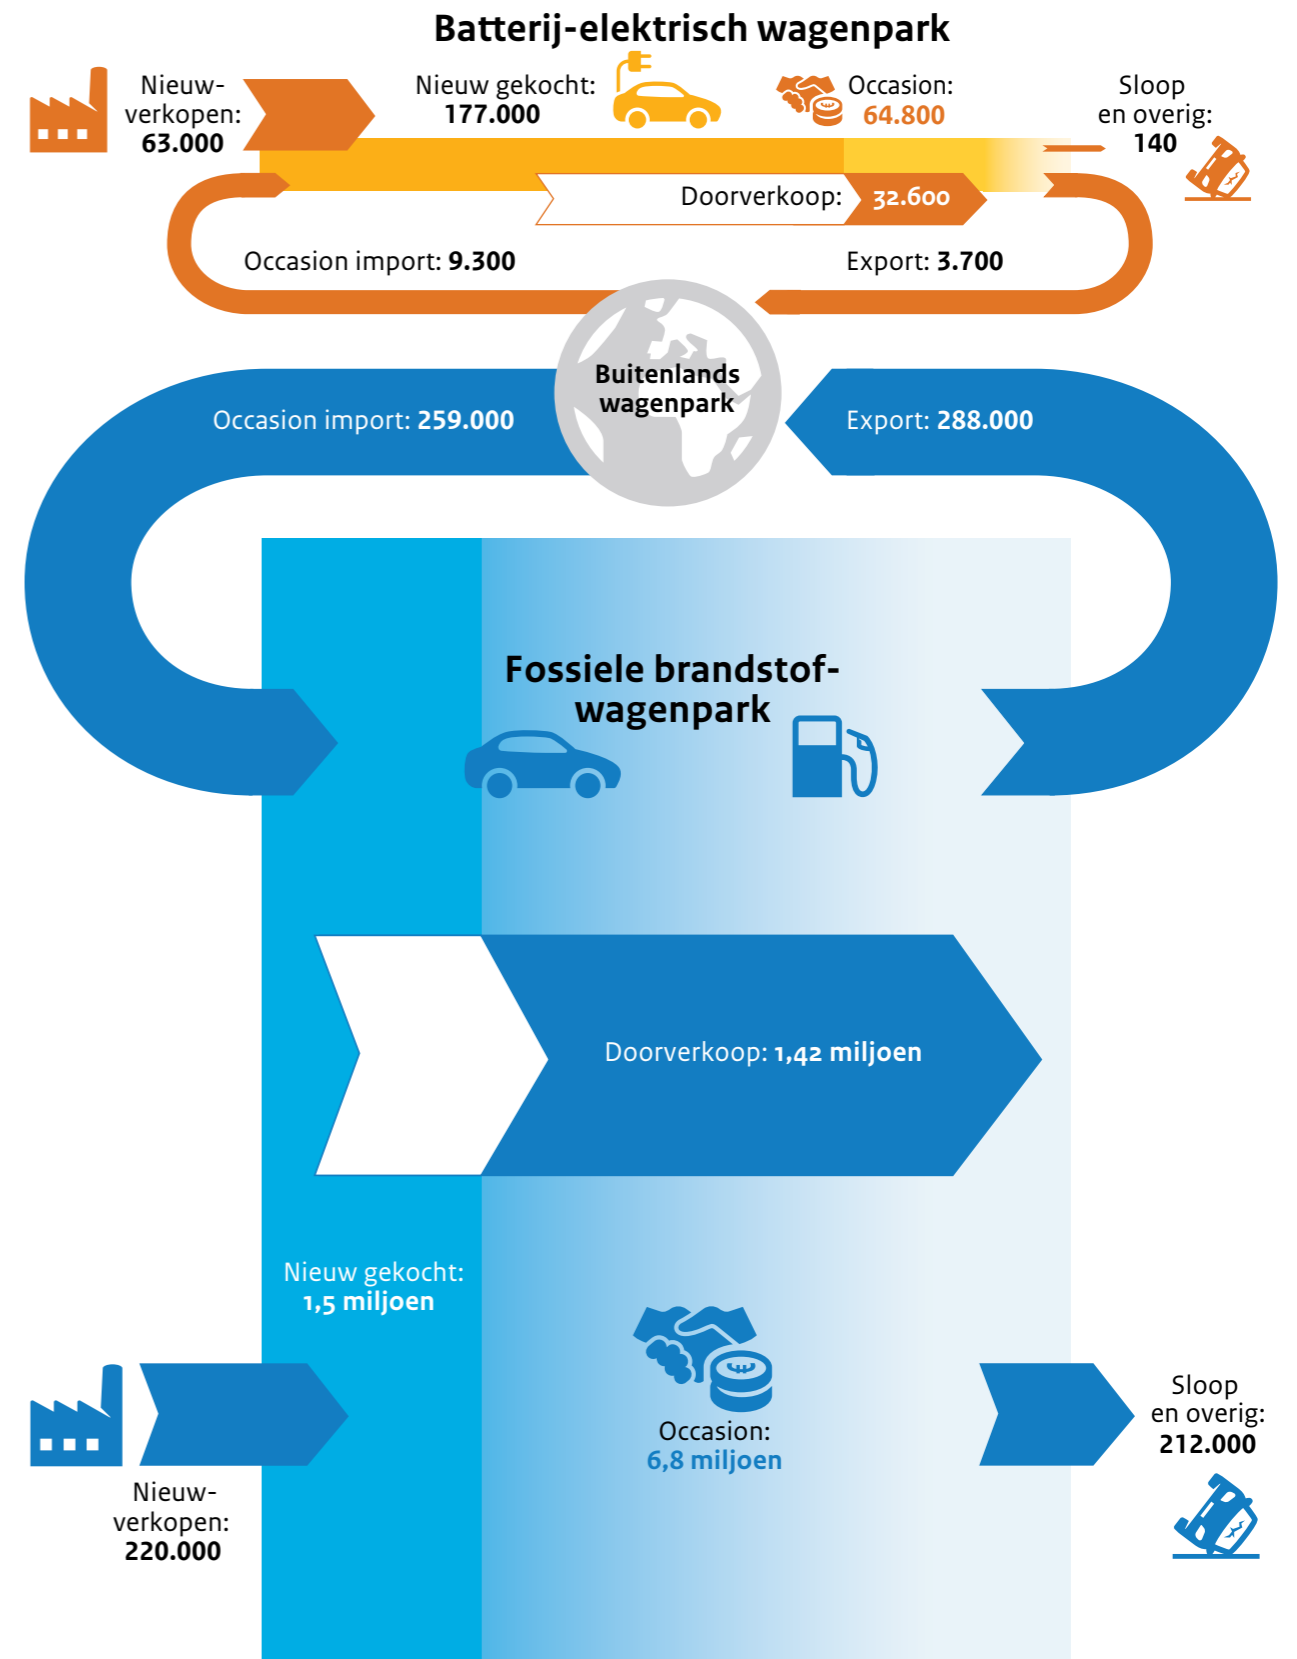 Batterij-elektrisch wagenpark
Nieuw-
verkopen:
63.000
Nieuw gekocht:
177.000
Occasion:
64.800
Sloop
en overig:
140
Doorverkoop: 32.600
Occasion import: 9.300
Export: 3.700
Buitenlands
wagenpark
Occasion import: 259.000
Export: 288.000
Fossiele brandstof-
wagenpark
Doorverkoop: 1,42 miljoen
Nieuw gekocht:
1,5 miljoen
Occasion:
6,8 miljoen
Sloop
en overig:
212.000
Nieuw-
verkopen:
220.000